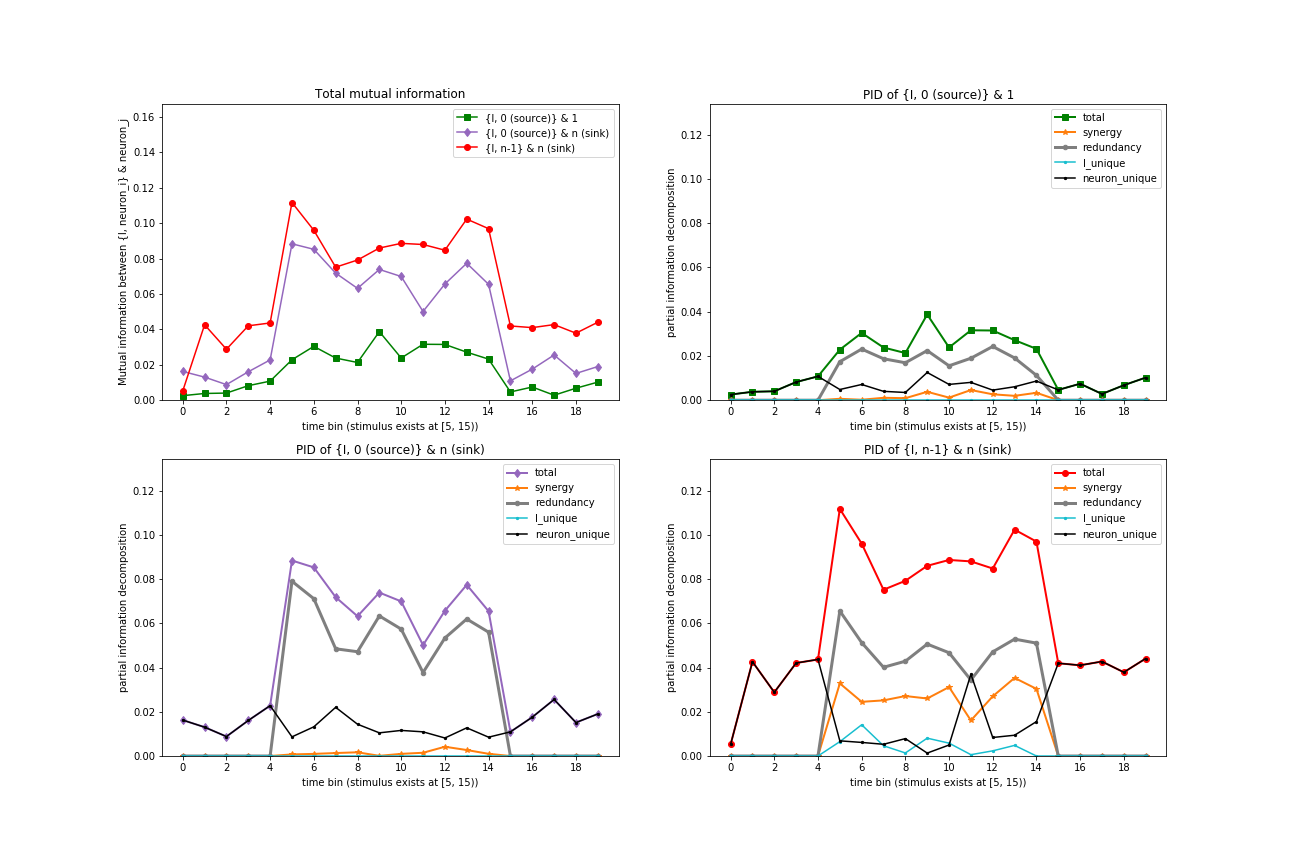 Total mutual information
Mutual information between {I, neuron_i} & neuron_j
0.16
0.14
0.12
0.10
0.08
0.06
0.04
0.02
0.00
{I, 0 (source)} & 1
{I, 0 (source)} & n (sink)
{I, n-1} & n (sink)
0 2 4 6 8 10 12 14 16 18
time bin (stimulus exists at [5, 15))
PID of {I, 0 (source)} & 1
partial information decomposition
0.12
0.10
0.08
0.06
0.04
0.02
0.00
total
synergy
redundancy
I_unique
neuron_unique
0 2 4 6 8 10 12 14 16 18
time bin (stimulus exists at [5, 15))
PID of {I, 0 (source)} & n (sink)
partial information decomposition
0.12
0.10
0.08
0.06
0.04
0.02
0.00
total
synergy
redundancy
I_unique
neuron_unique
0 2 4 6 8 10 12 14 16 18
time bin (stimulus exists at [5, 15))
PID of {I, n-1} & n (sink)
partial information decomposition
0.12
0.10
0.08
0.06
0.04
0.02
0.00
total
synergy
redundancy
I_unique
neuron_unique
0 2 4 6 8 10 12 14 16 18
time bin (stimulus exists at [5, 15))